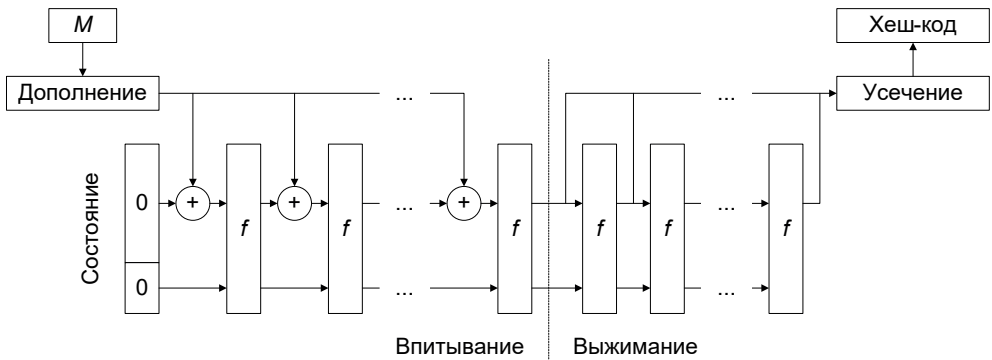 M
Хеш-код
Дополнение
...
...
Усечение
Состояние
0
+
f
+
f
...
+
f
f
f
...
f
0
...
...
Впитывание
Выжимание